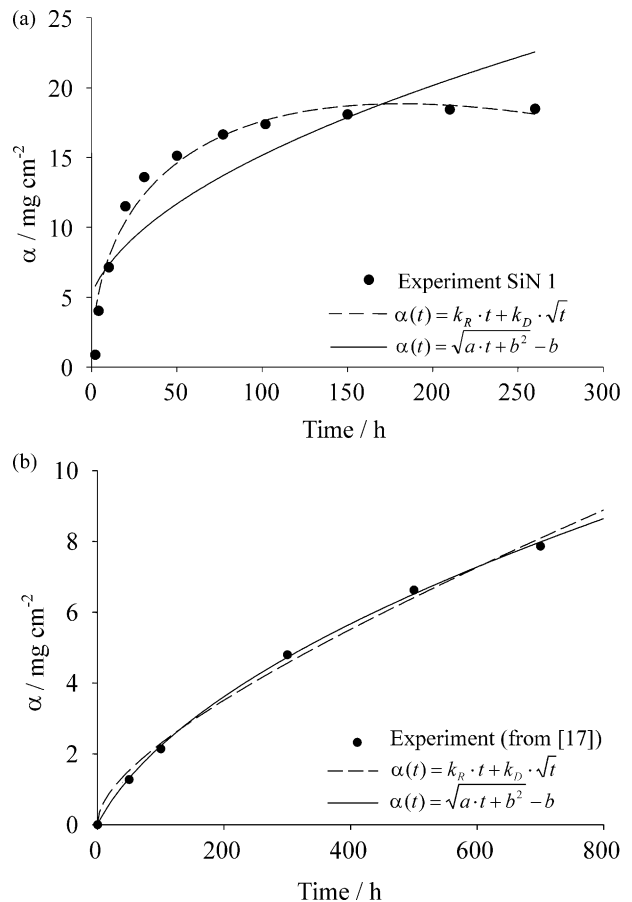 (a)
25
20
15
10
5
0
α / mg cm⁻²
Experiment SiN 1
α(t) = k_R · t + k_D · √t
α(t) = √(a · t + b²) − b
0 50 100 150 200 250 300
Time / h
(b)
10
8
6
4
2
0
α / mg cm⁻²
Experiment (from [17])
α(t) = k_R · t + k_D · √t
α(t) = √(a · t + b²) − b
0 200 400 600 800
Time / h